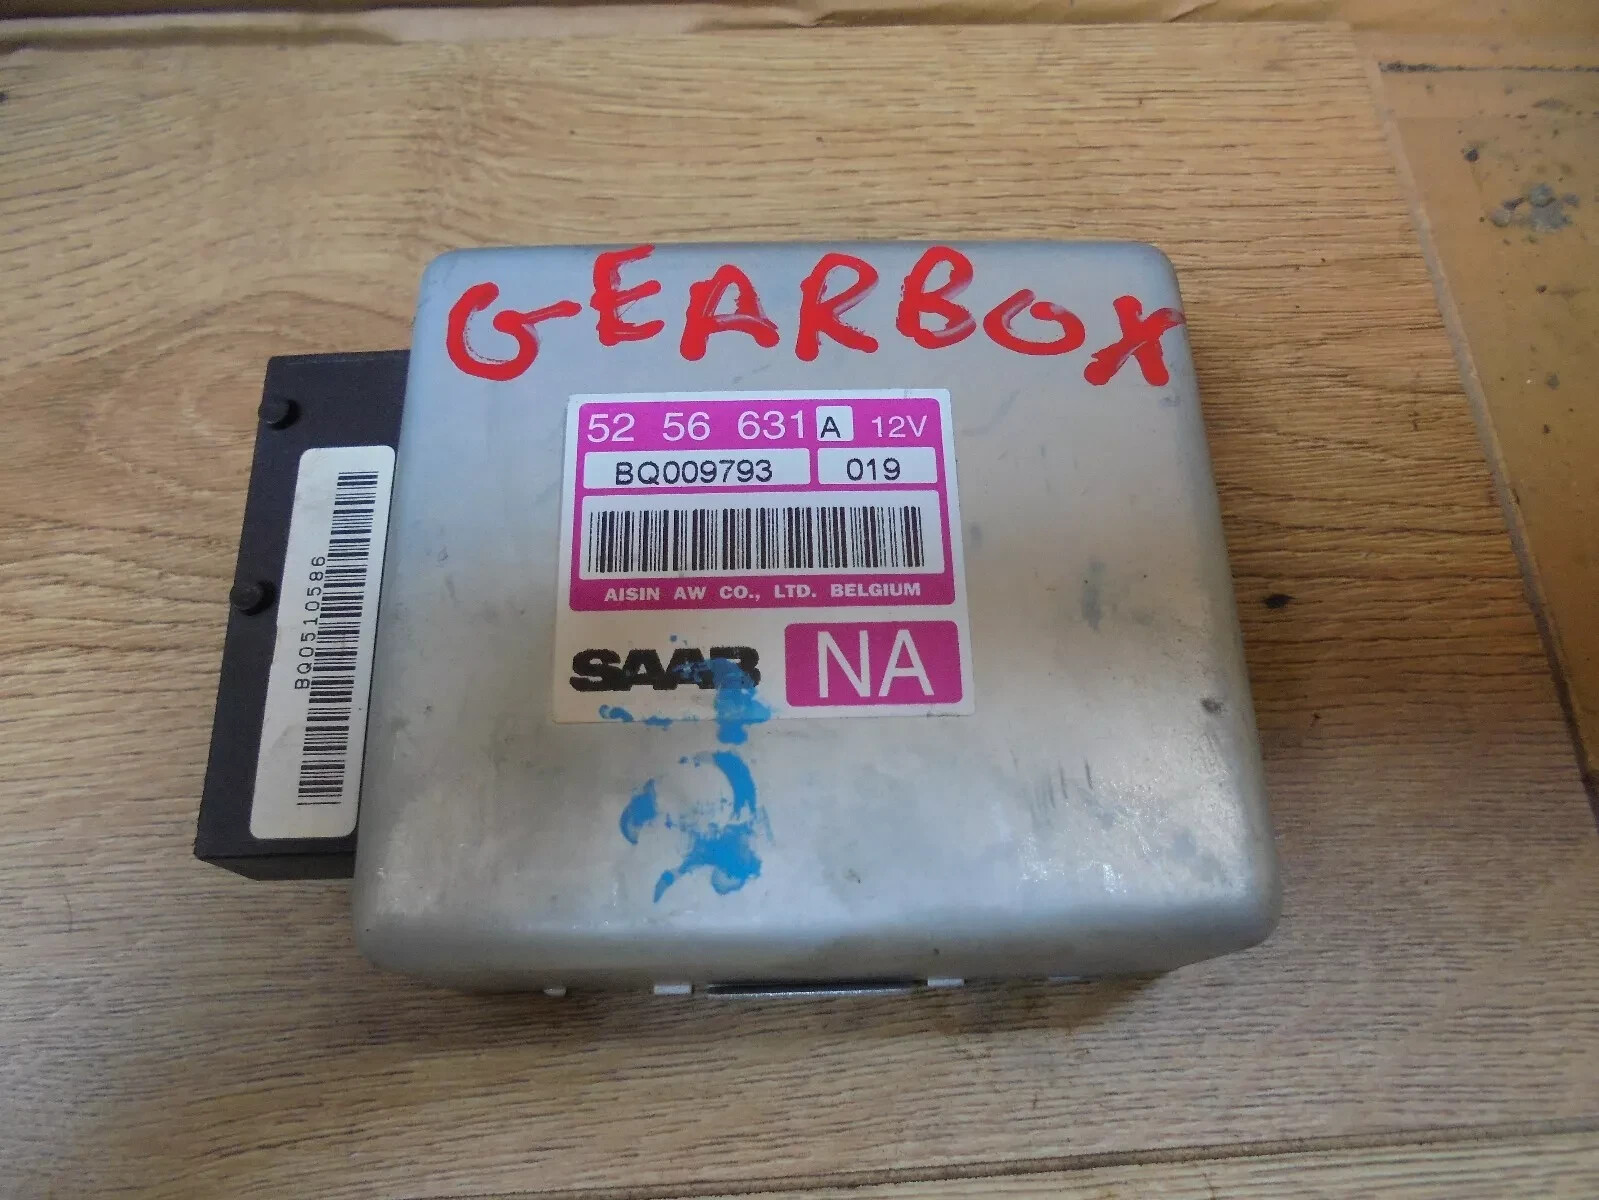 GEARBOX
52 56 631 A 12V
BQ009793 019
AISIN AW CO., LTD. BELGIUM
SAAB NA
BQ0510586